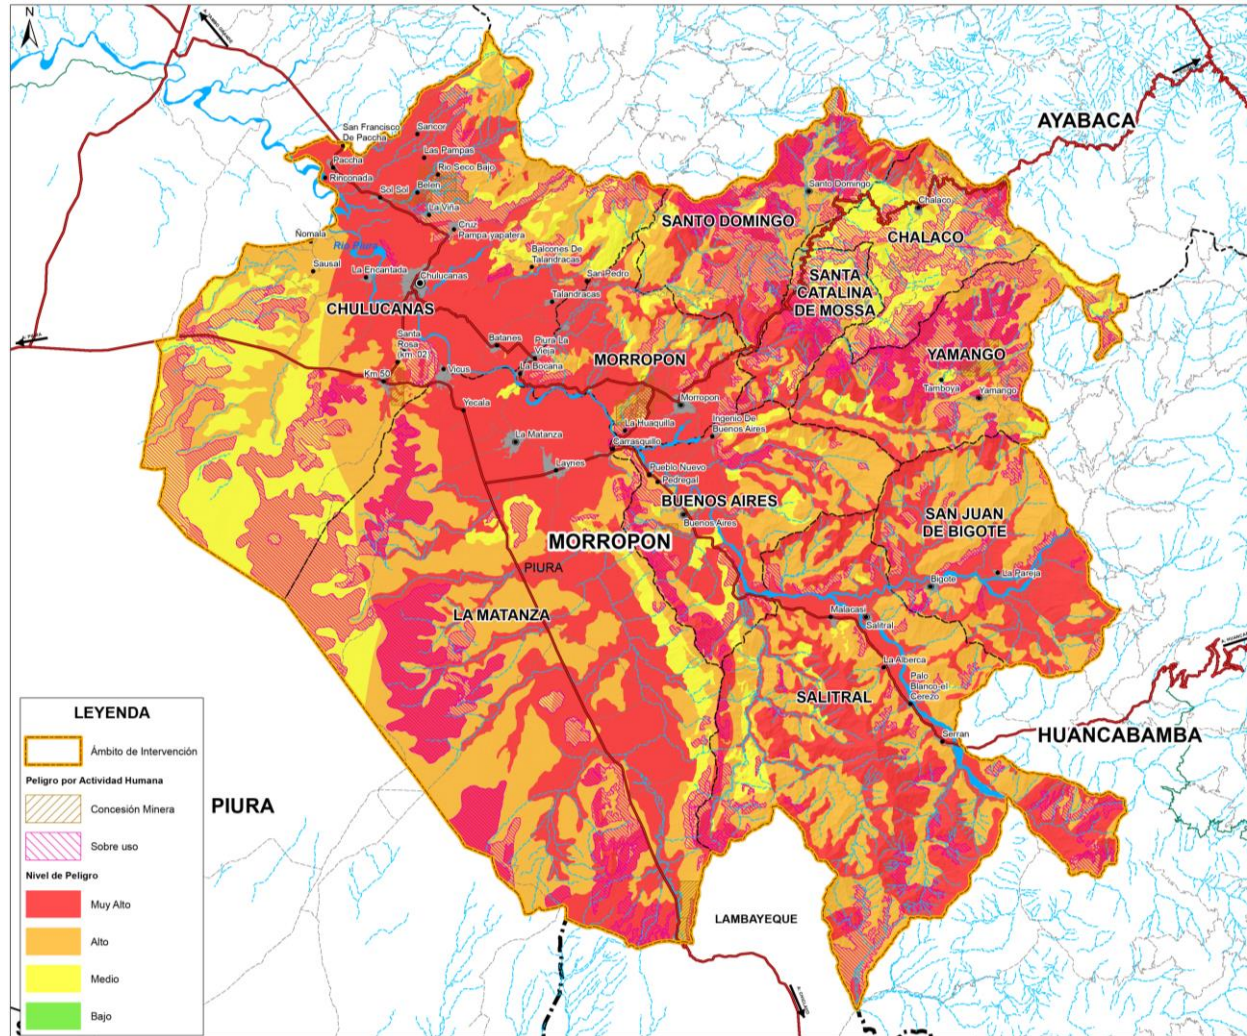 N
AYABACA
San Francisco
De Paccha
Sancor
Las Pampas
Paccha
Rio Seco Bajo
Rinconada
Belen
Sol Sol
La Viña
Cruz
Pampa yapatera
Santo Domingo
Chalaco
SANTO DOMINGO
CHALACO
Ñomala
Rio Piura
Sausal
La Encantada
Chulucanas
Balcones De
Talandracas
San Pedro
Talandracas
SANTA
CATALINA
DE MOSSA
CHULUCANAS
Santa
Rosa
(km. 02)
Batanes
Piura La
Vieja
La Bocana
MORROPON
YAMANGO
Km 50
Vicus
Tamboya
Yamango
Yecala
Morropon
La Huaquilla
Ingenio De
Buenos Aires
La Matanza
Carrasquillo
Laynes
Pueblo Nuevo
Pedregal
BUENOS AIRES
Buenos Aires
SAN JUAN
DE BIGOTE
MORROPON
PIURA
La Pareja
Bigote
LA MATANZA
Malacasi
Salitral
La Alberca
SALITRAL
Palo
Blanco-el
Cerezo
Serran
HUANCABAMBA
PIURA
LAMBAYEQUE
LEYENDA
Ámbito de Intervención
Peligro por Actividad Humana
Concesión Minera
Sobre uso
Nivel de Peligro
Muy Alto
Alto
Medio
Bajo